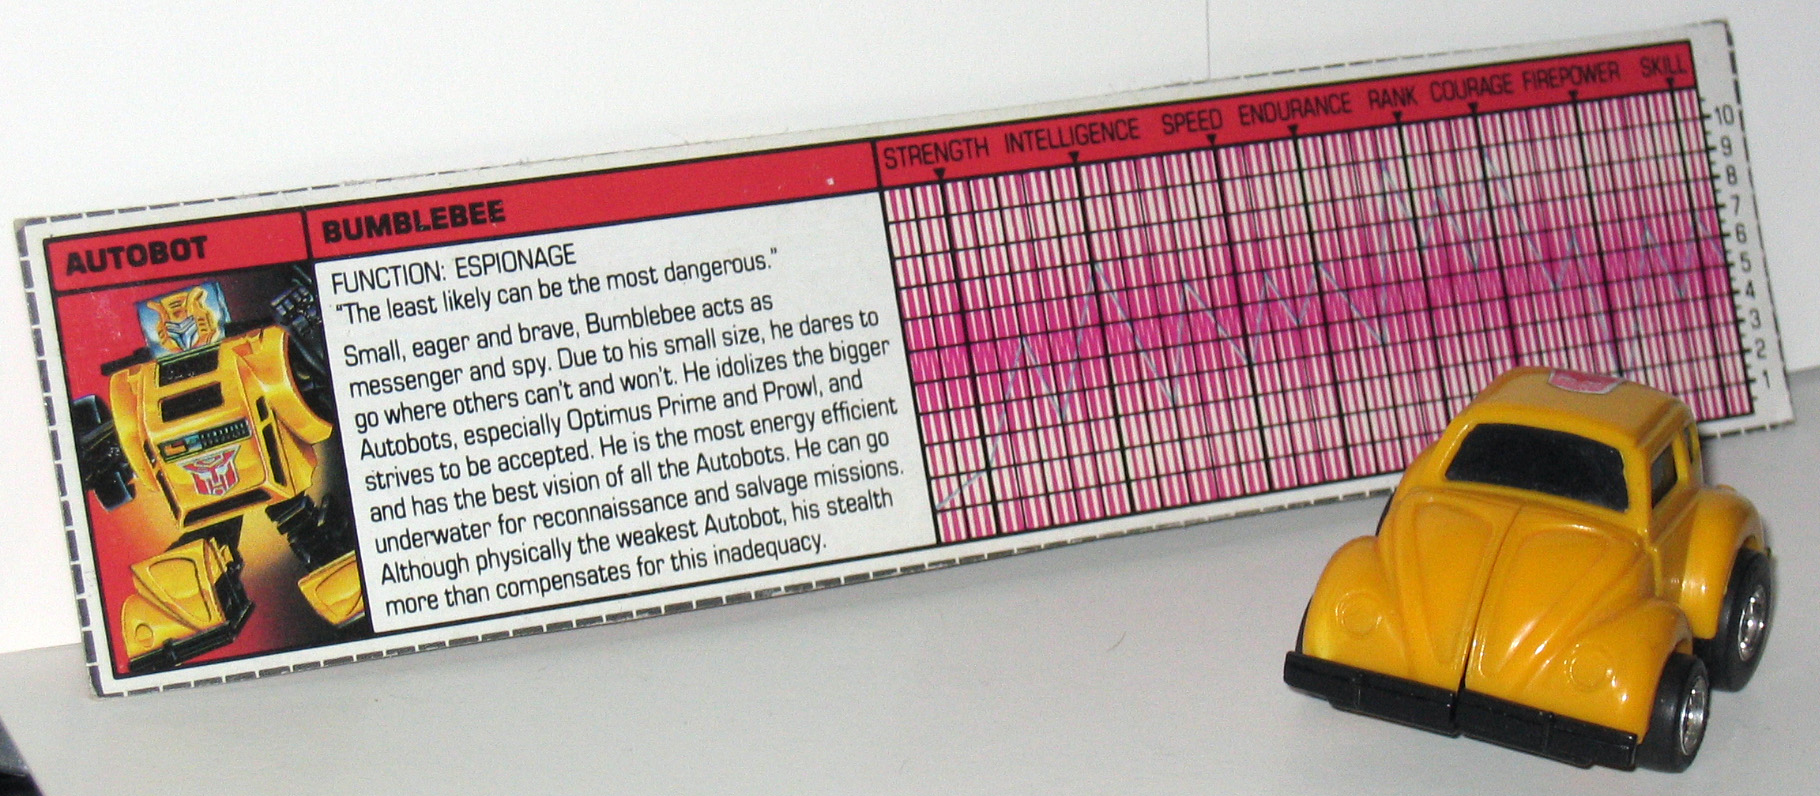 AUTOBOT
BUMBLEBEE
FUNCTION: ESPIONAGE
"The least likely can be the most dangerous."
Small, eager and brave, Bumblebee acts as
messenger and spy. Due to his small size, he dares to
go where others can't and won't. He idolizes the bigger
Autobots, especially Optimus Prime and Prowl, and
strives to be accepted. He is the most energy efficient
and has the best vision of all the Autobots. He can go
underwater for reconnaissance and salvage missions.
Although physically the weakest Autobot, his stealth
more than compensates for this inadequacy.
STRENGTH INTELLIGENCE SPEED ENDURANCE RANK COURAGE FIREPOWER SKILL
10
9
8
7
6
5
4
3
2
1